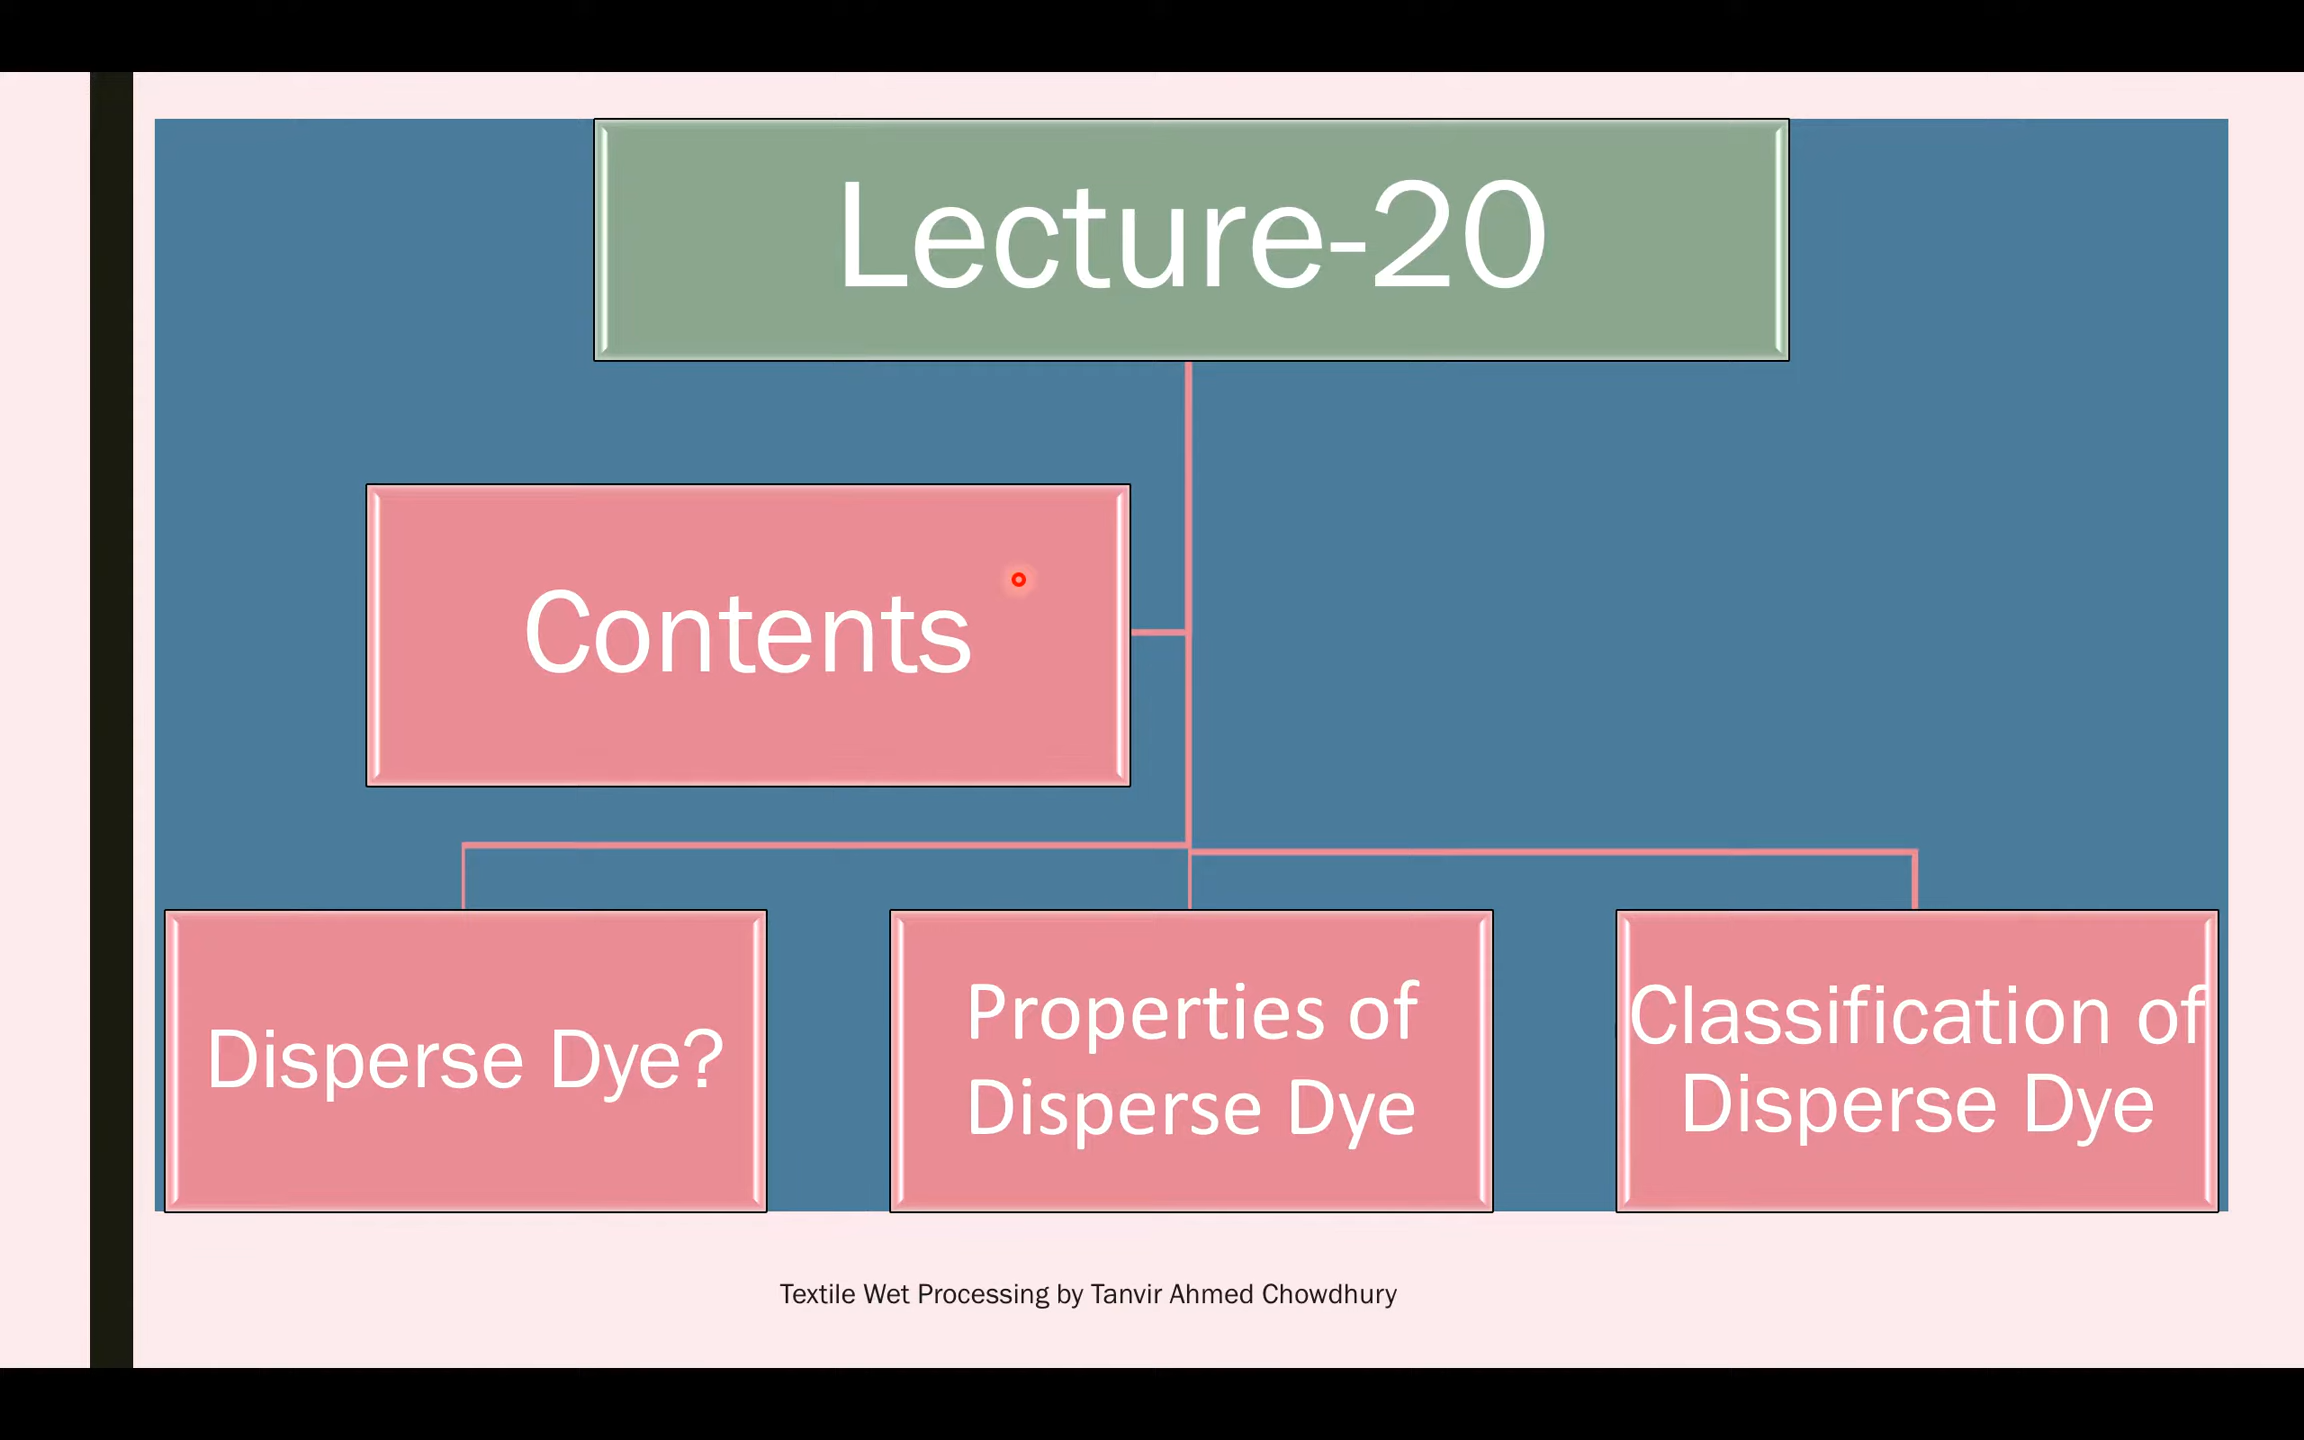 Lecture-20
Contents
Disperse Dye?
Properties of
Disperse Dye
Classification of
Disperse Dye
Textile Wet Processing by Tanvir Ahmed Chowdhury